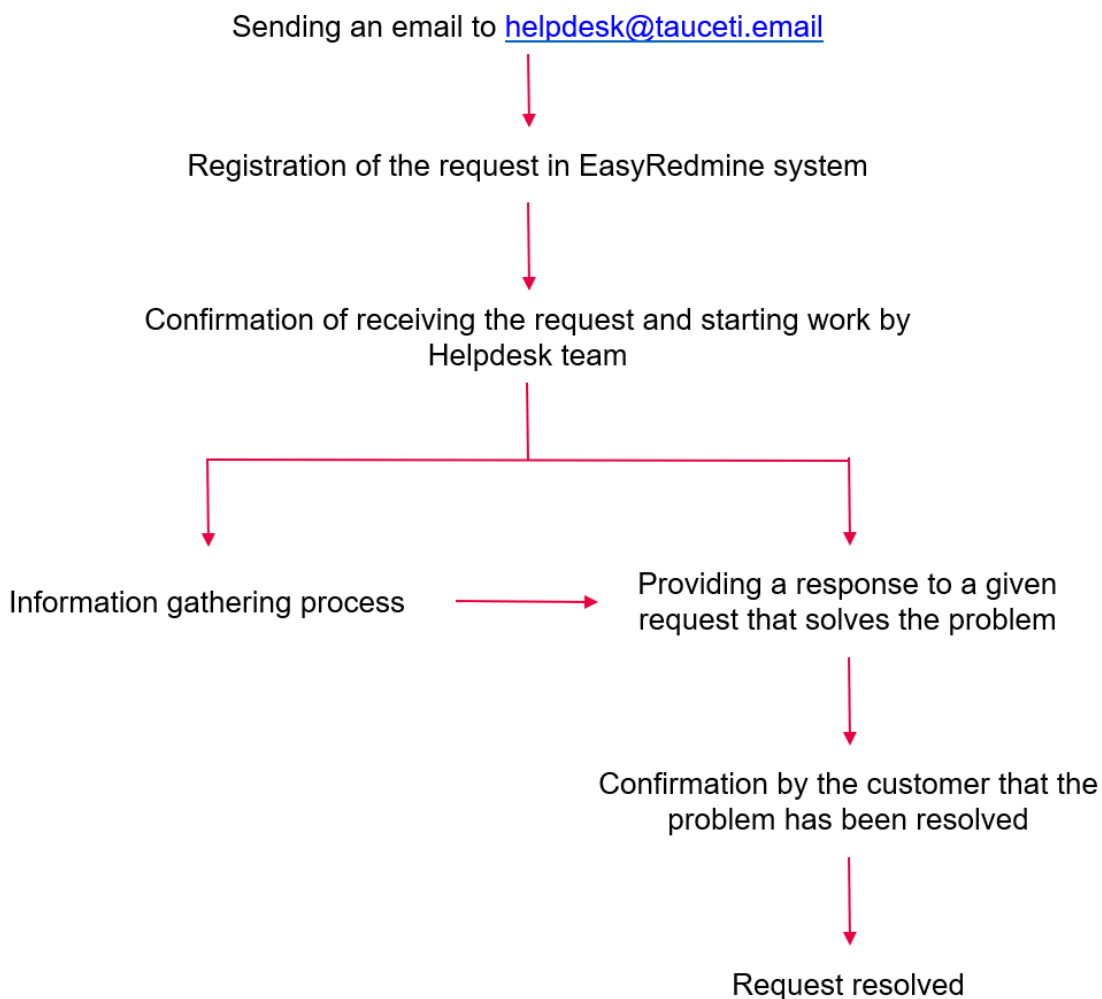 Sending an email to helpdesk@tauceti.email
Registration of the request in EasyRedmine system
Confirmation of receiving the request and starting work by
Helpdesk team
Information gathering process
Providing a response to a given
request that solves the problem
Confirmation by the customer that the
problem has been resolved
Request resolved